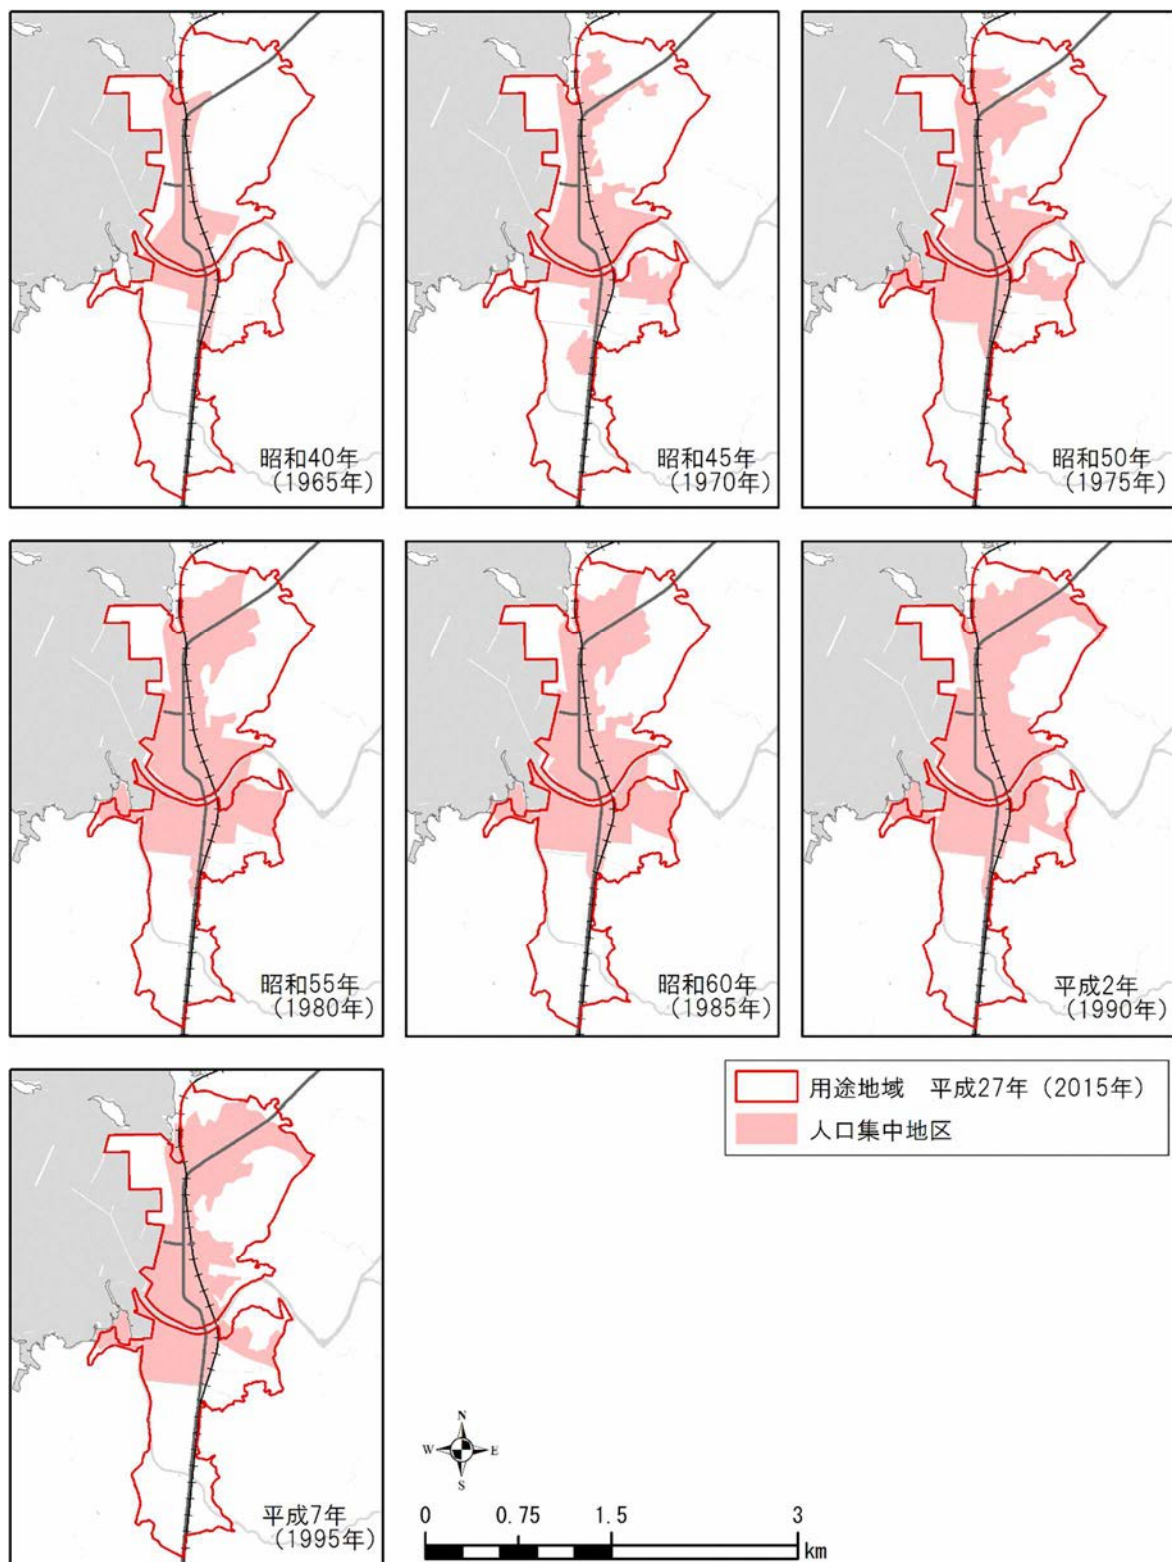 昭和40年
(1965年)
昭和45年
(1970年)
昭和50年
(1975年)
昭和55年
(1980年)
昭和60年
(1985年)
平成2年
(1990年)
用途地域 平成27年(2015年)
人口集中地区
平成7年
(1995年)
N
W E
S
0 0.75 1.5 3
km